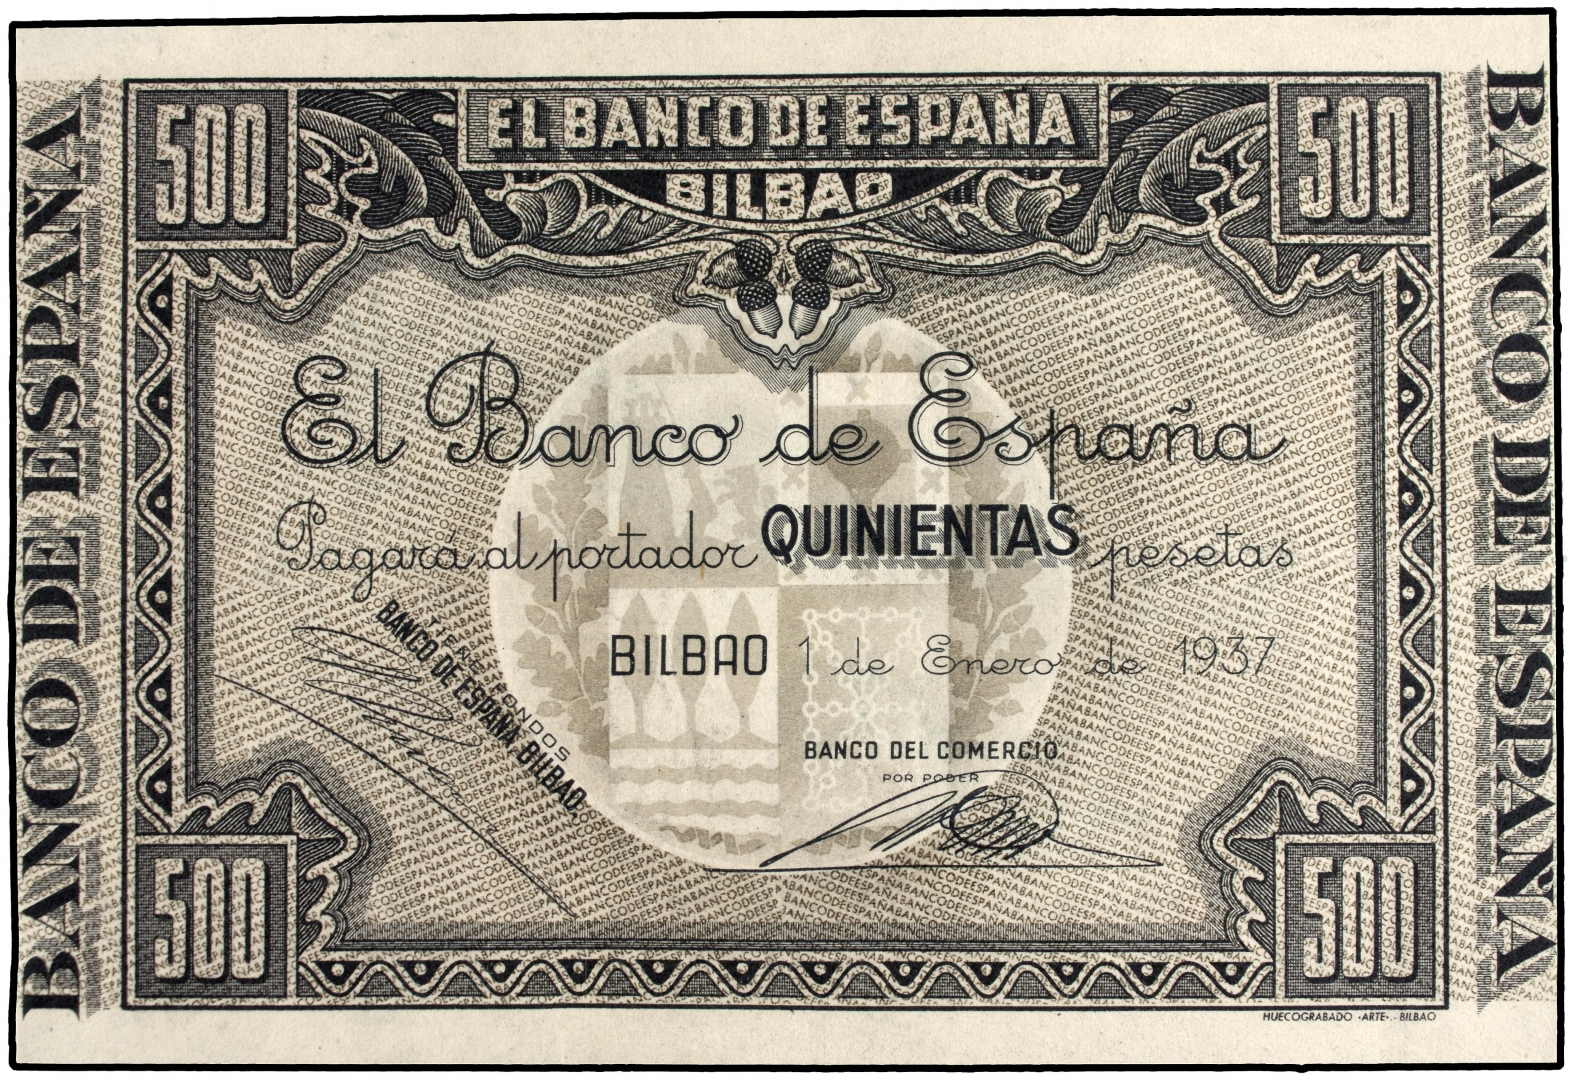 500
EL BANCO DE ESPAÑA
500
BILBAO
BANCO DE ESPAÑA
BANCO DE ESPAÑA
El Banco de España
Pagará al portador QUINIENTAS pesetas
BILBAO 1 de Enero de 1937
TIENE FONDOS
BANCO DE ESPAÑA BILBAO
BANCO DEL COMERCIO
POR PODER
500
500
HUECOGRABADO «ARTE».-BILBAO